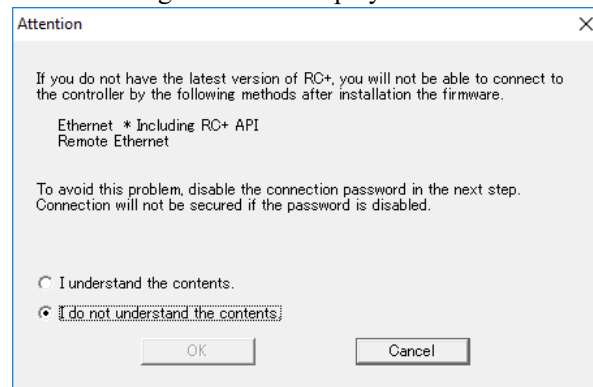 Attention
If you do not have the latest version of RC+, you will not be able to connect to
the controller by the following methods after installation the firmware.
Ethernet * Including RC+ API
Remote Ethernet
To avoid this problem, disable the connection password in the next step.
Connection will not be secured if the password is disabled.
I understand the contents.
I do not understand the contents.
OK
Cancel